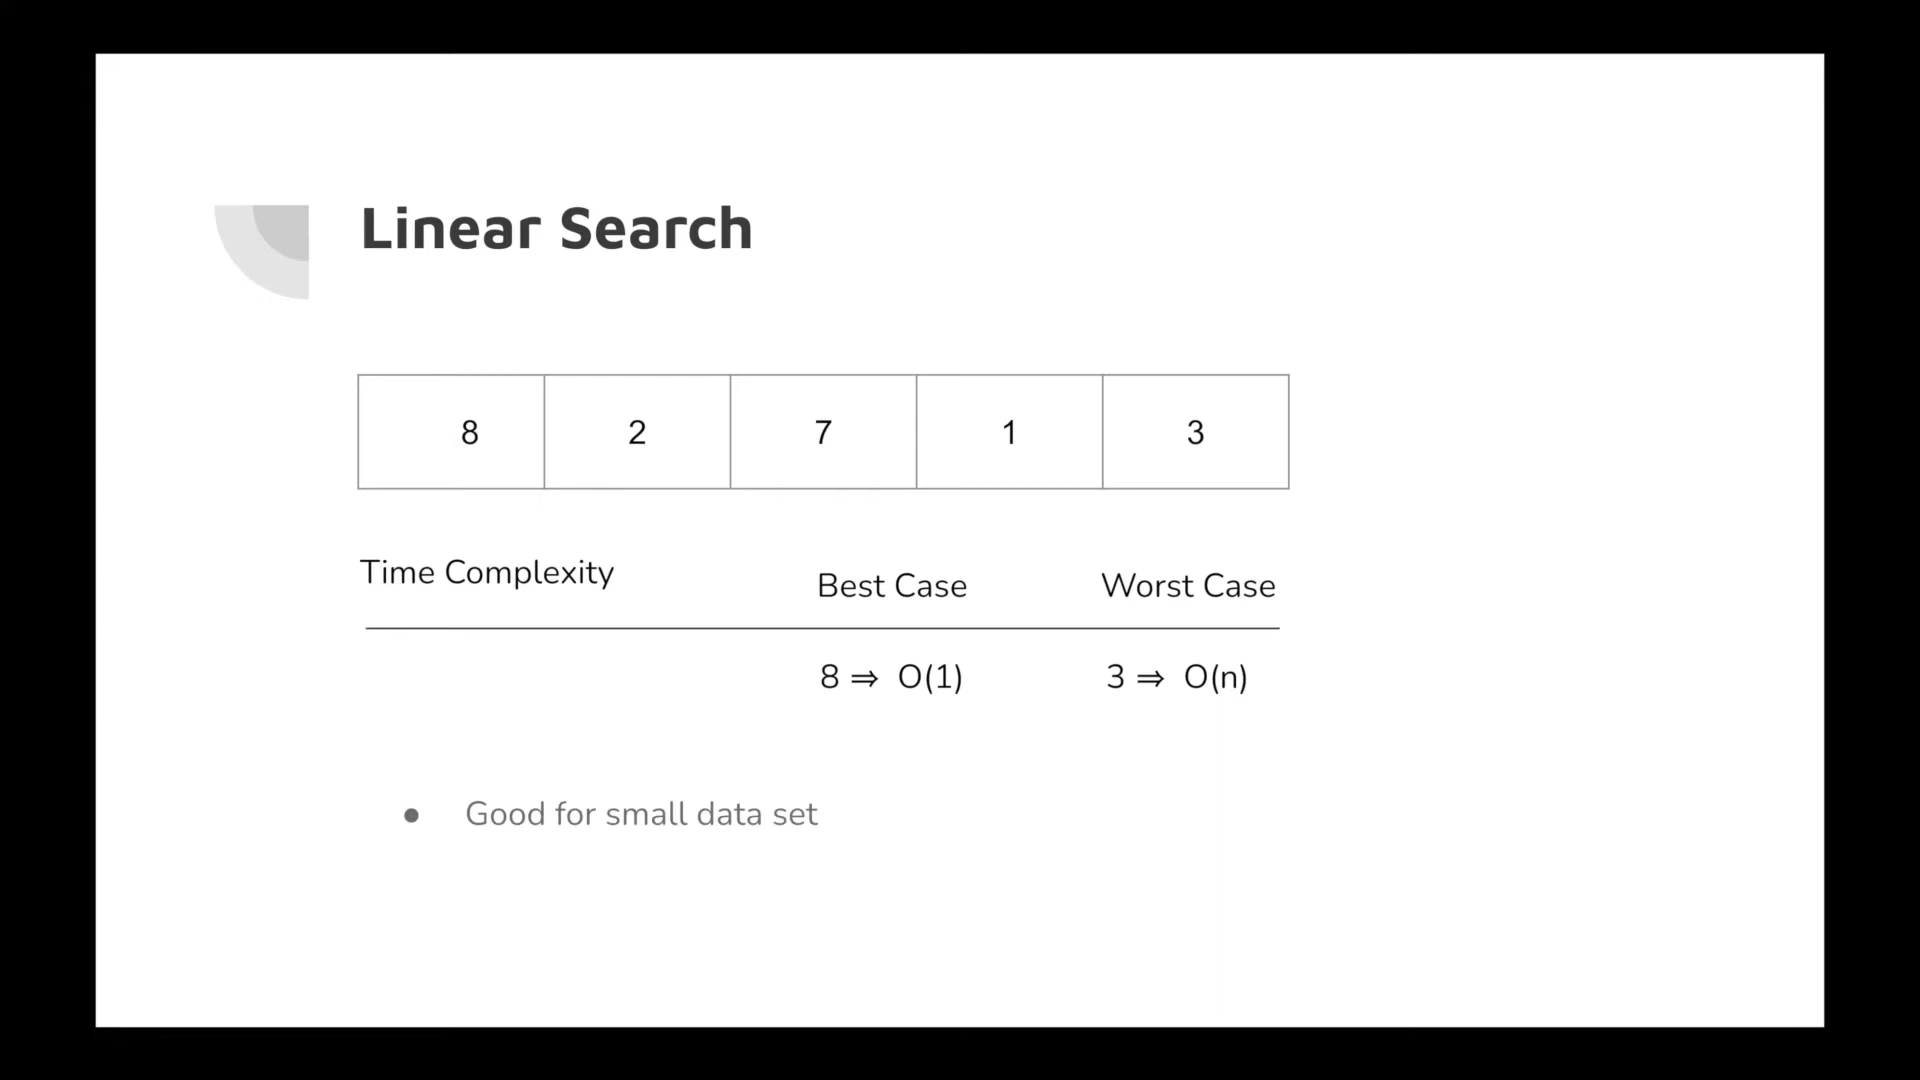 Linear Search
8 2 7 1 3
Time Complexity Best Case Worst Case
8 ⇒ O(1) 3 ⇒ O(n)
● Good for small data set